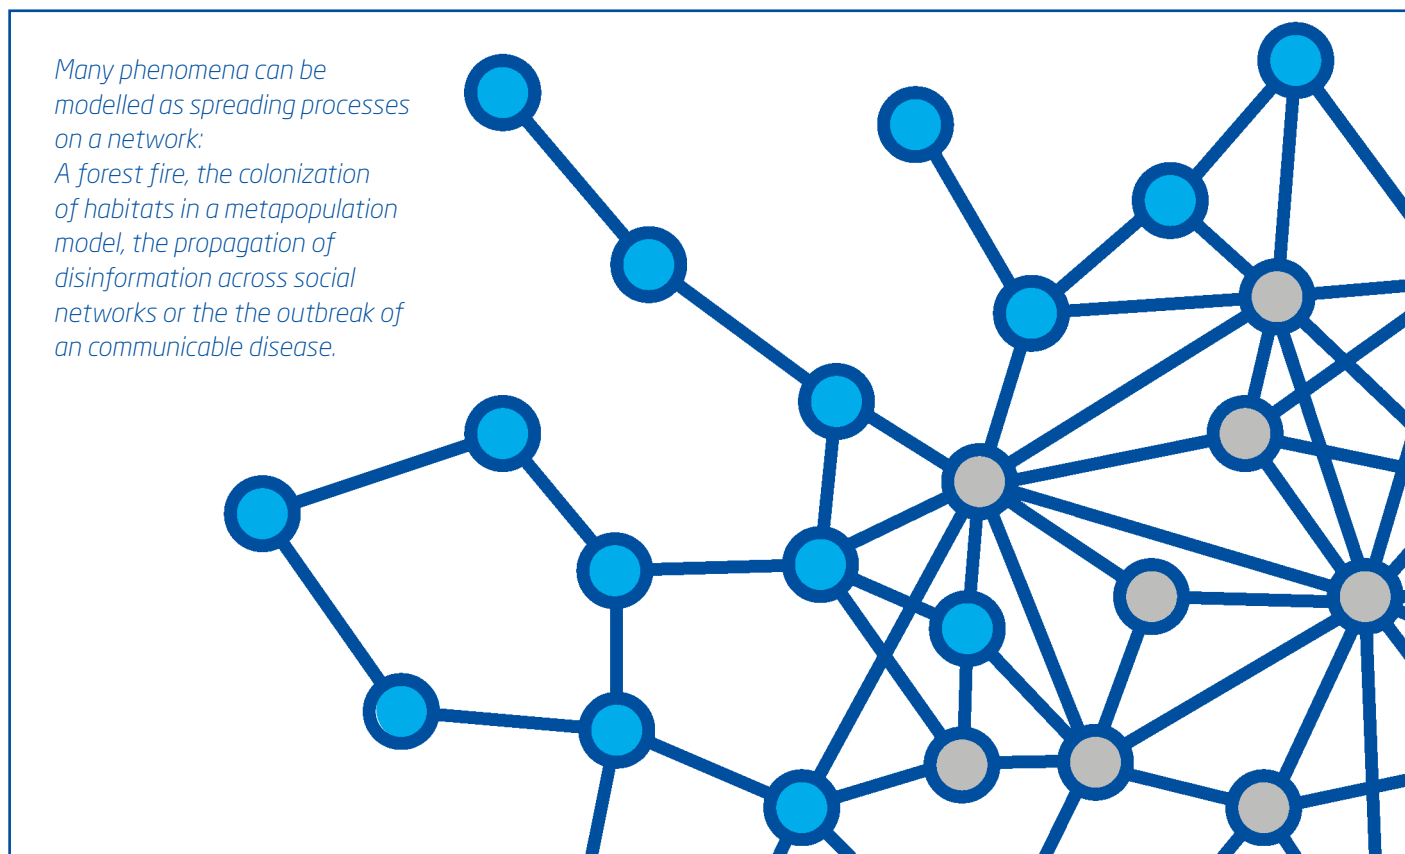 Many phenomena can be
modelled as spreading processes
on a network:
A forest fire, the colonization
of habitats in a metapopulation
model, the propagation of
disinformation across social
networks or the the outbreak of
an communicable disease.